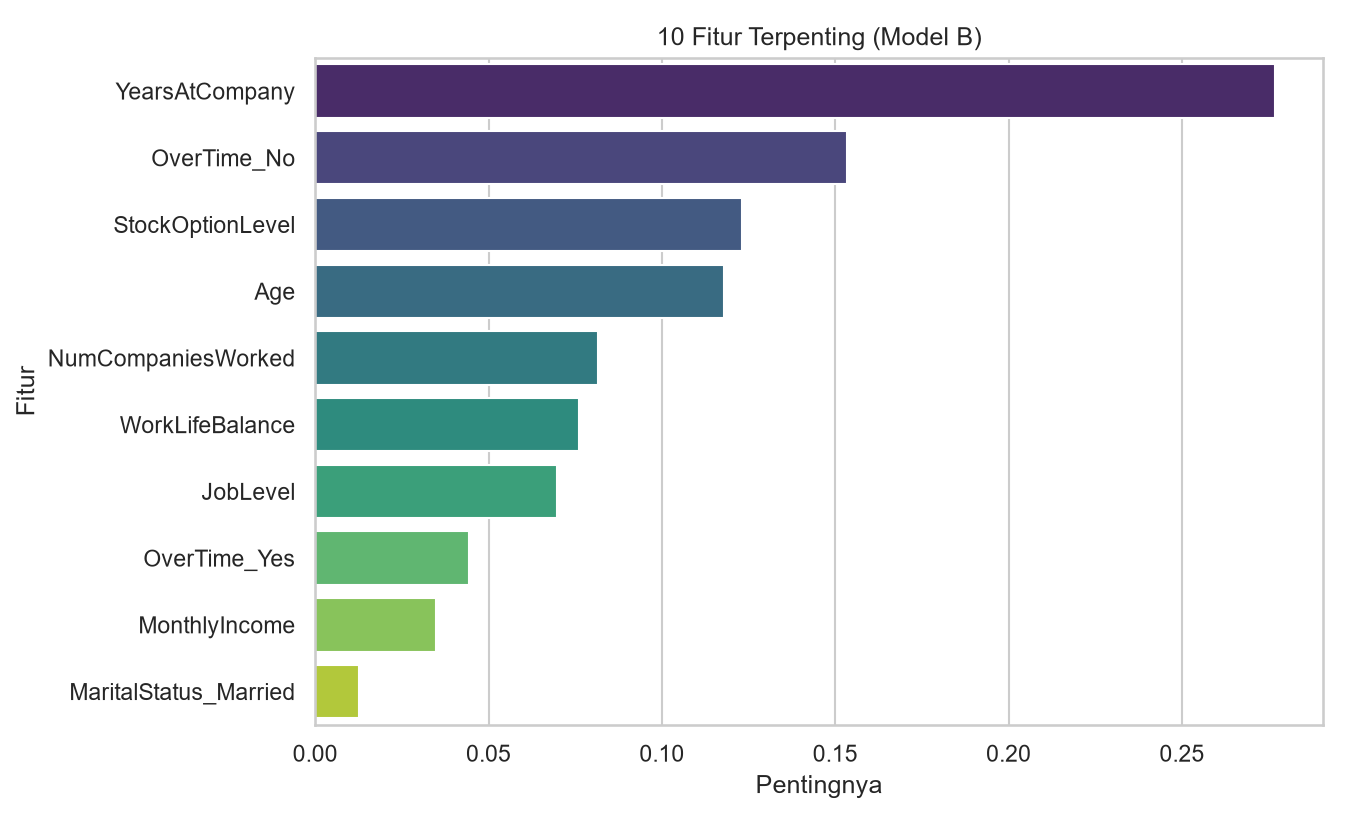 10 Fitur Terpenting (Model B)
YearsAtCompany
OverTime_No
StockOptionLevel
Age
NumCompaniesWorked
WorkLifeBalance
JobLevel
OverTime_Yes
MonthlyIncome
MaritalStatus_Married
Fitur
0.00 0.05 0.10 0.15 0.20 0.25
Pentingnya